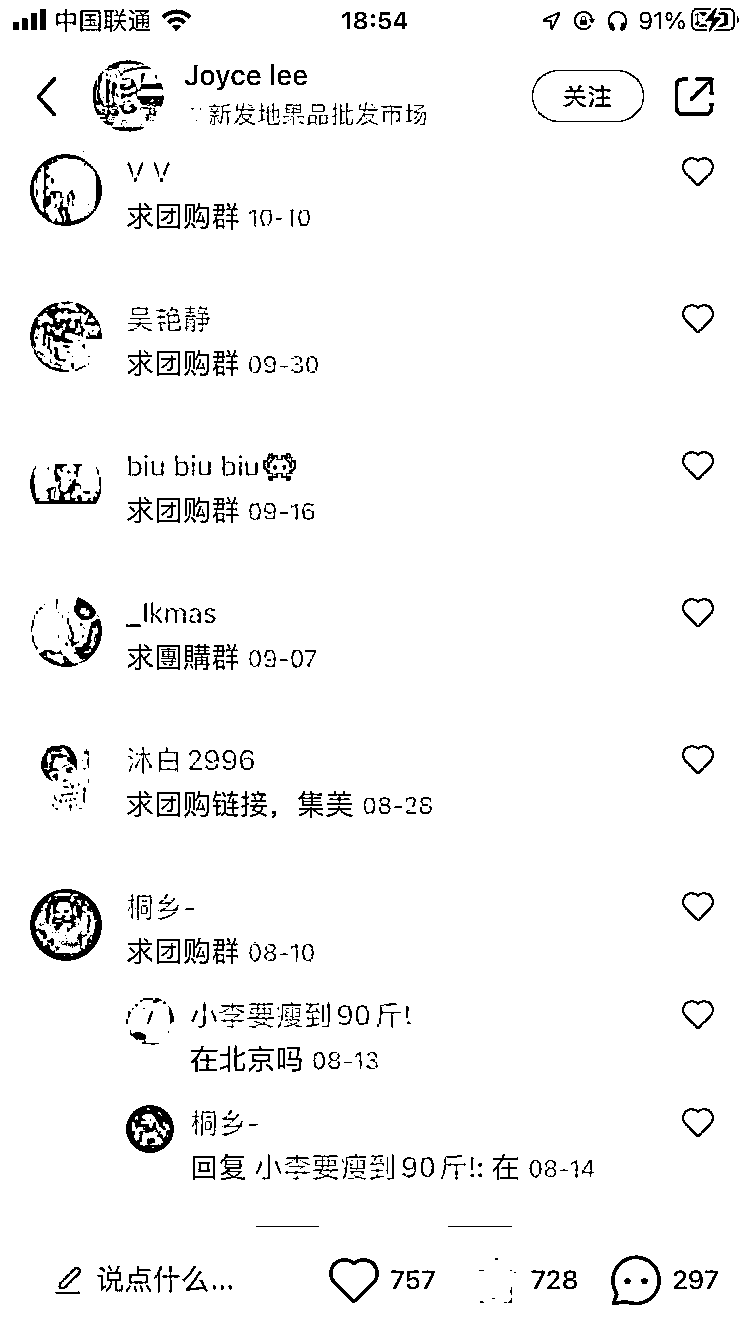 中国联通 18:54 91%
Joyce lee 关注
新发地果品批发市场
V V
求团购群 10-10
吴艳静
求团购群 09-30
biu biu biu
求团购群 09-16
_lkmas
求團購群 09-07
沐白2996
求团购链接，集美 08-28
桐乡-
求团购群 08-10
小李要瘦到90斤!
在北京吗 08-13
桐乡-
回复 小李要瘦到90斤!: 在 08-14
说点什么... 757 728 297